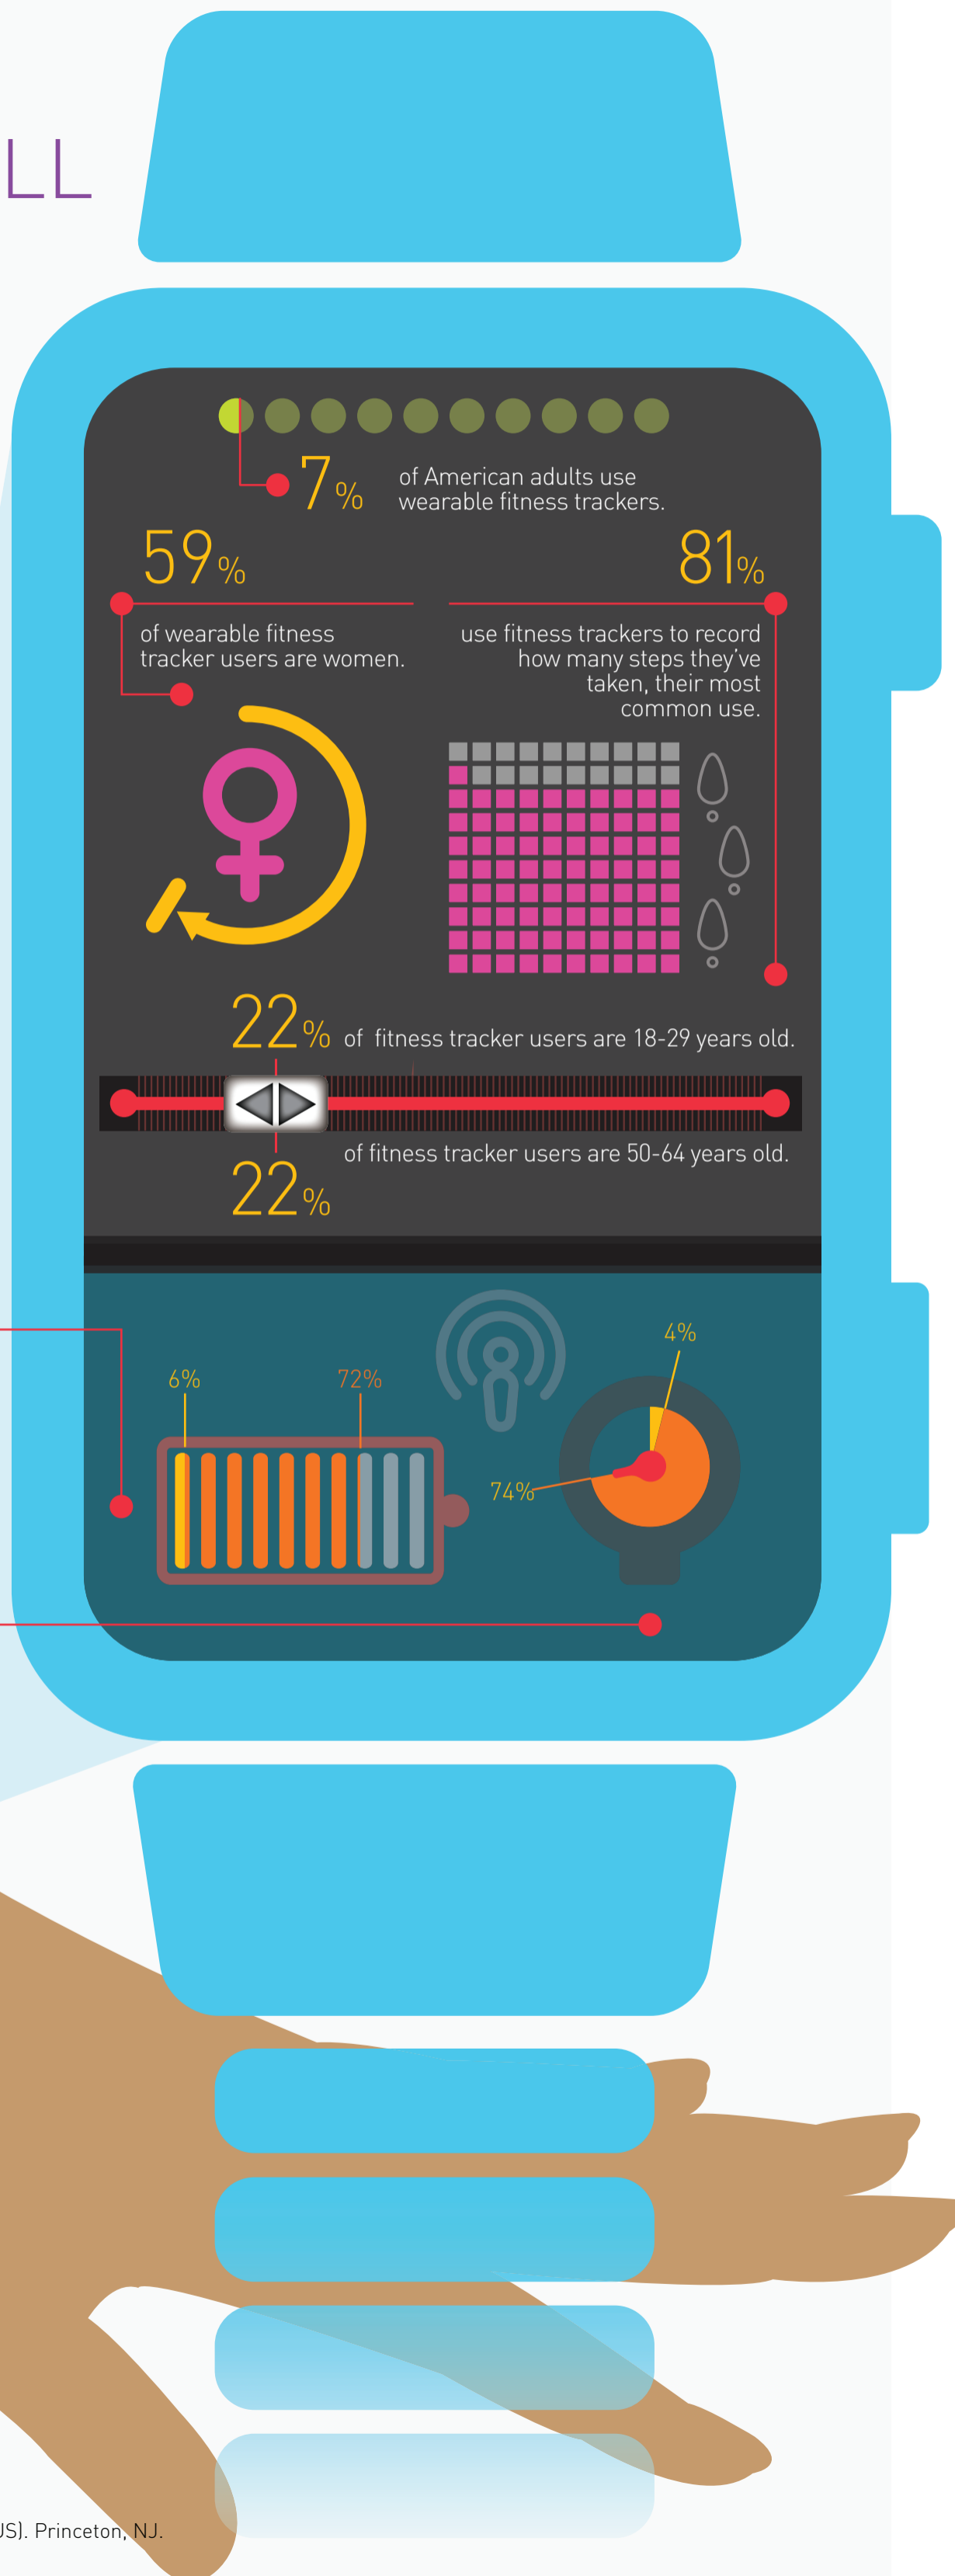 LL
7%
of American adults use
wearable fitness trackers.
59%
of wearable fitness
tracker users are women.
81%
use fitness trackers to record
how many steps they've
taken, their most
common use.
22% of fitness tracker users are 18-29 years old.
of fitness tracker users are 50-64 years old.
22%
6%
72%
4%
74%
US). Princeton, NJ.